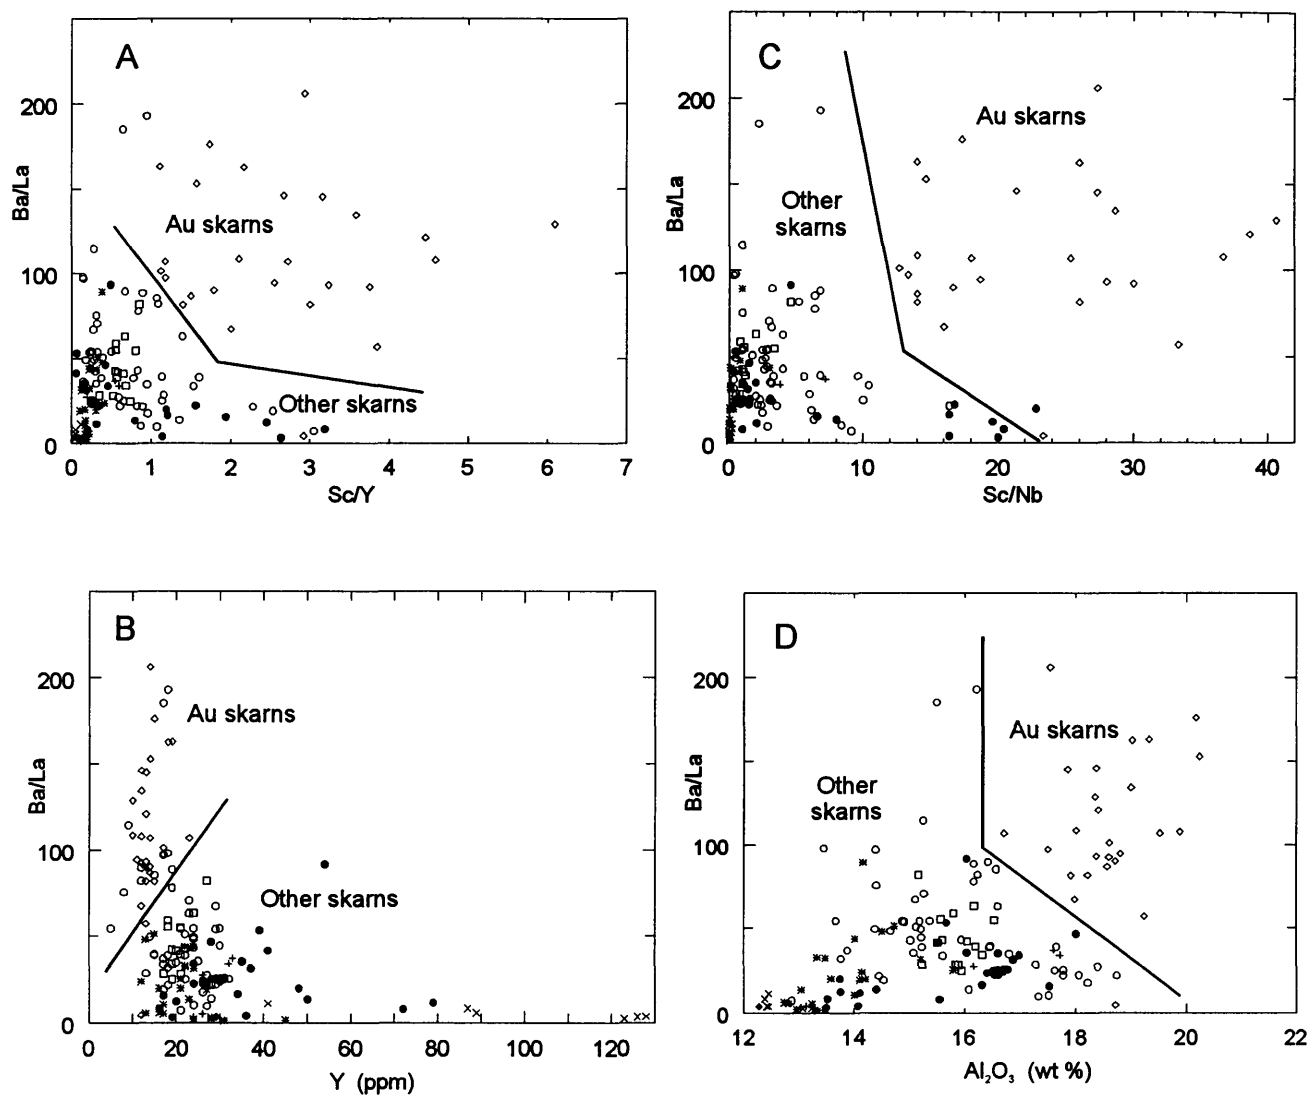 A
200
Ba/La
Au skarns
100
Other skarns
0
0 1 2 3 4 5 6 7
Sc/Y
C
200
Au skarns
Ba/La
Other
skarns
100
0
0 10 20 30 40
Sc/Nb
B
200
Au skarns
Ba/La
100
Other skarns
0
0 20 40 60 80 100 120
Y (ppm)
D
200
Au skarns
Ba/La
Other
skarns
100
0
12 14 16 18 20 22
Al₂O₃ (wt %)